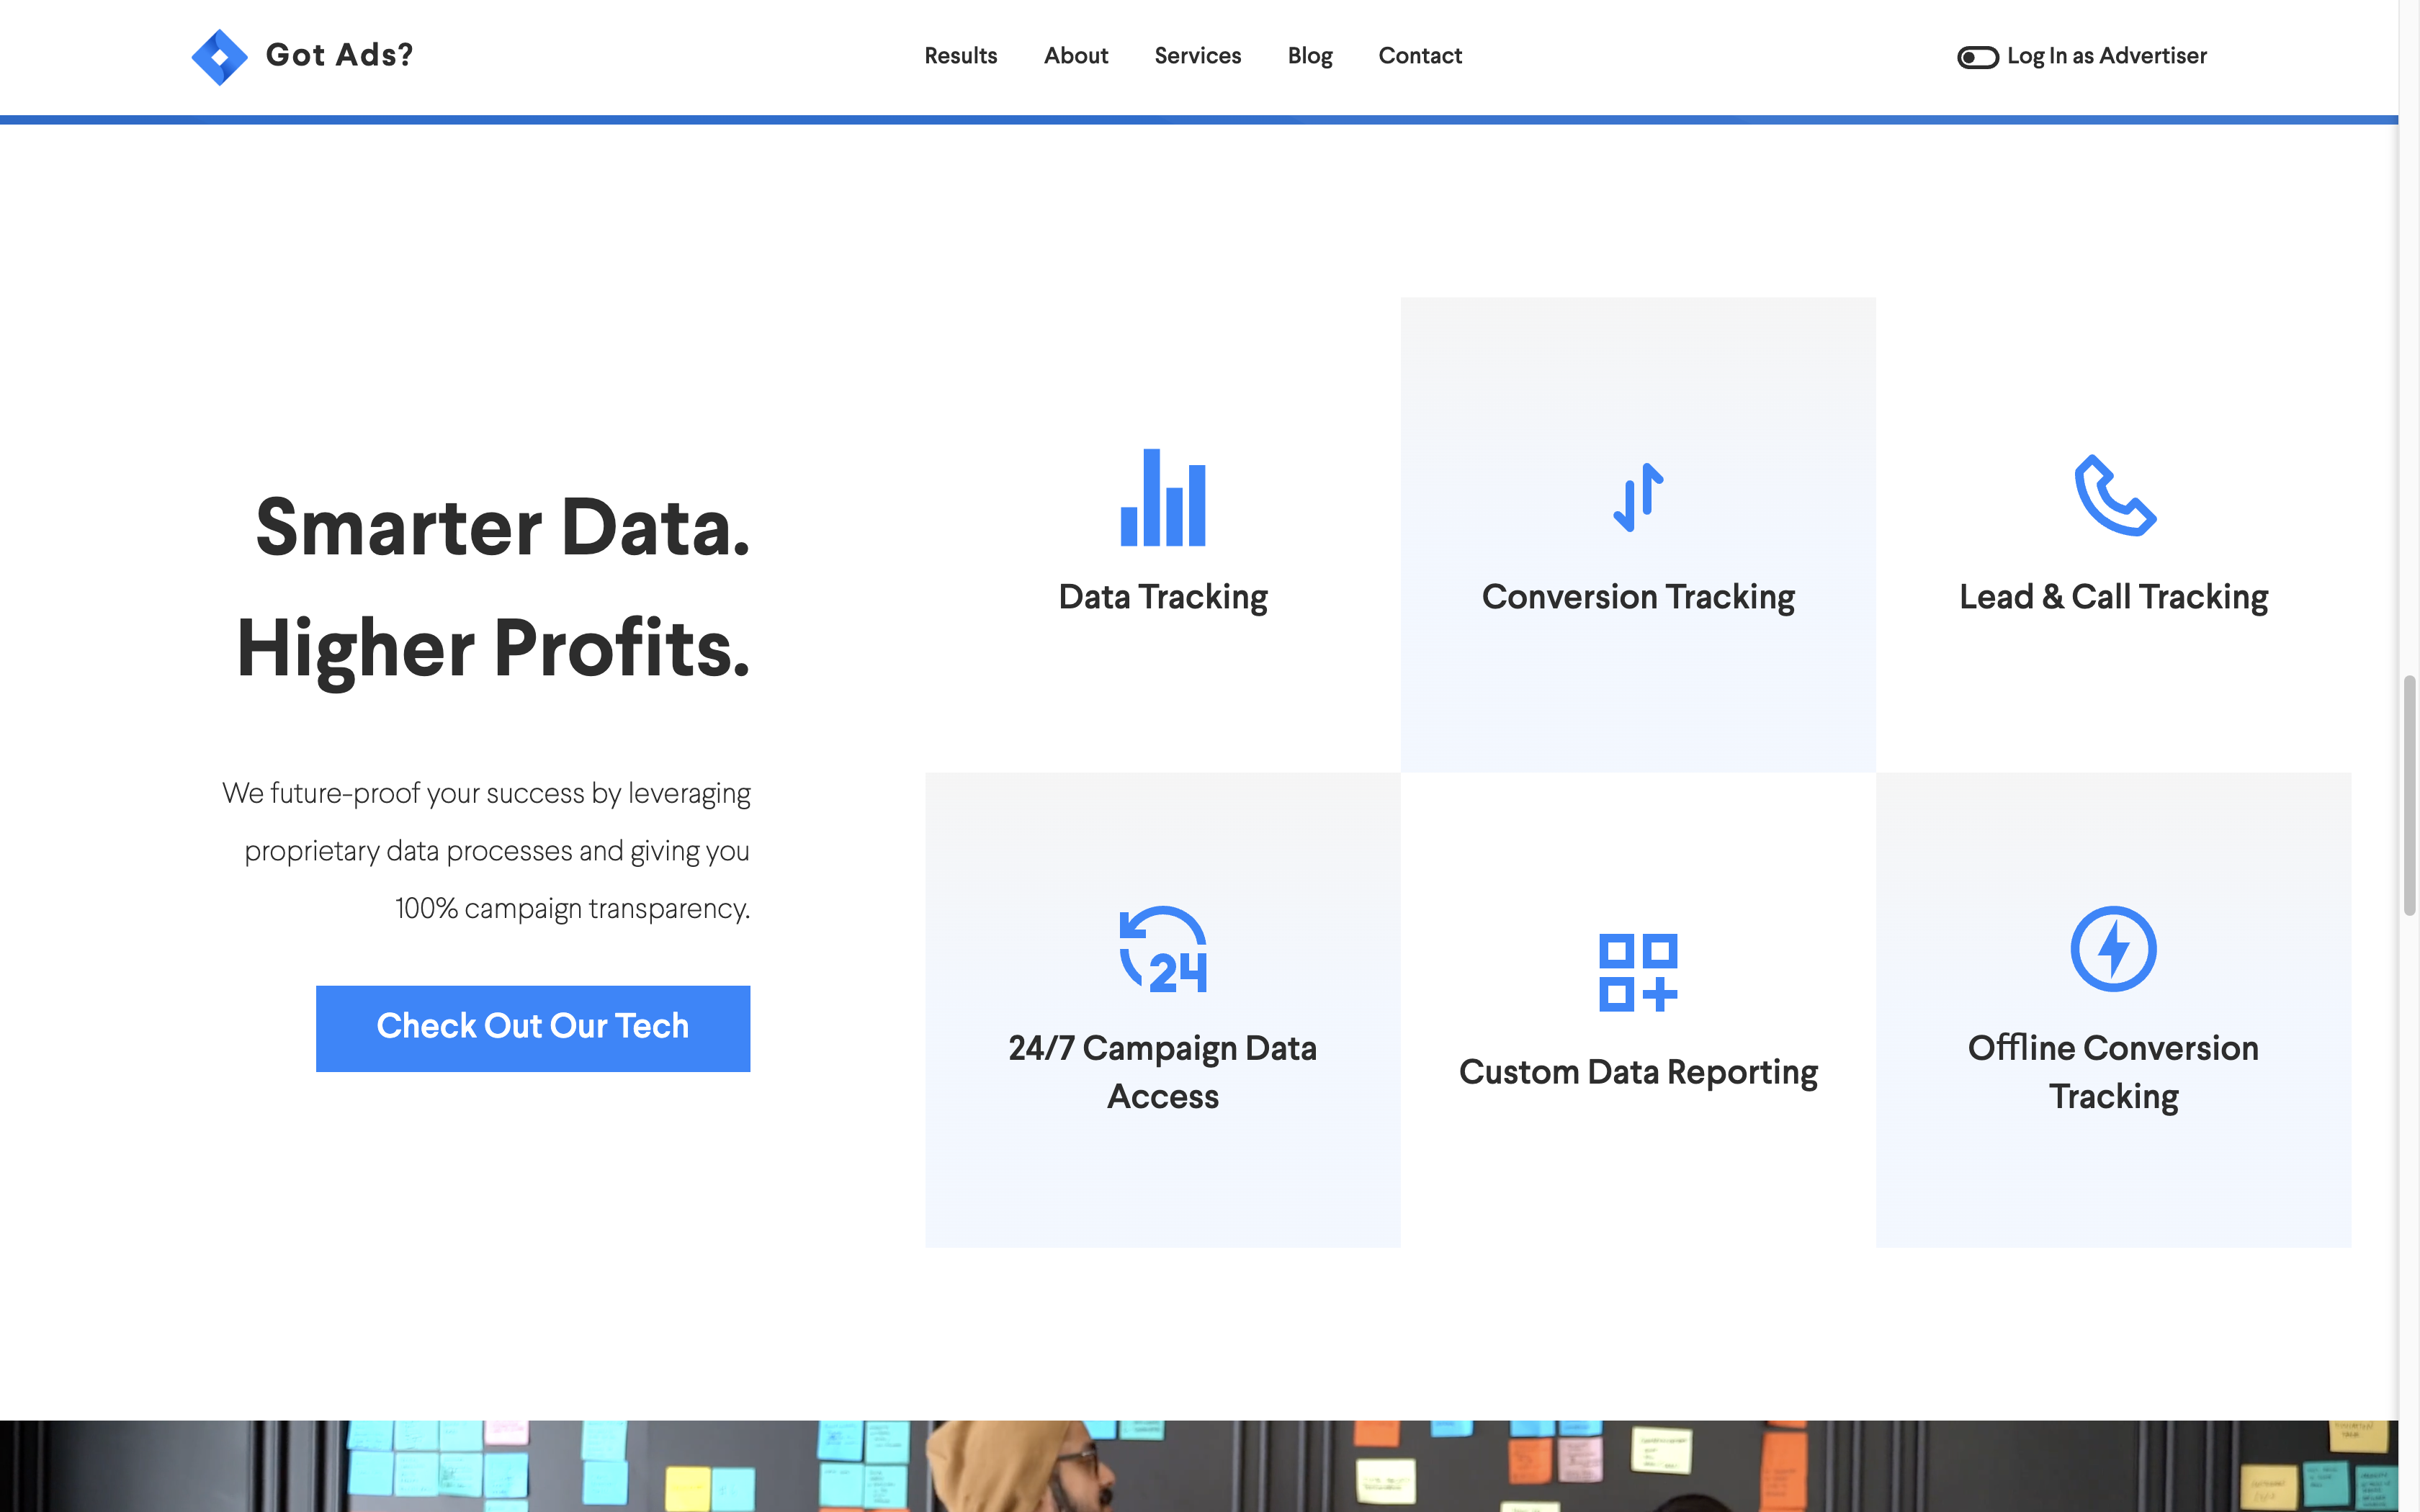 Got Ads?
Results
About
Services
Blog
Contact
Log In as Advertiser
Smarter Data.
Higher Profits.
We future-proof your success by leveraging
proprietary data processes and giving you
100% campaign transparency.
Check Out Our Tech
Data Tracking
Conversion Tracking
Lead & Call Tracking
24
24/7 Campaign Data
Access
Custom Data Reporting
Offline Conversion
Tracking